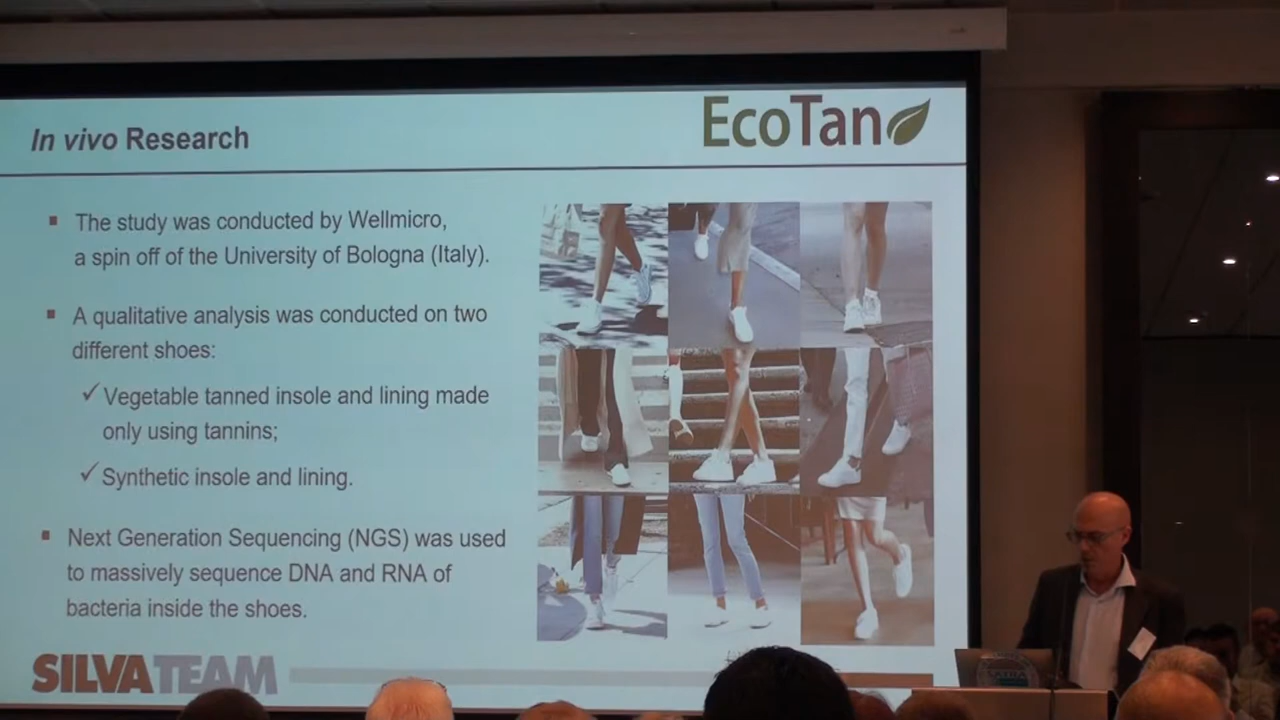 In vivo Research
EcoTan
The study was conducted by Wellmicro,
a spin off of the University of Bologna (Italy).
A qualitative analysis was conducted on two
different shoes:
Vegetable tanned insole and lining made
only using tannins;
Synthetic insole and lining.
Next Generation Sequencing (NGS) was used
to massively sequence DNA and RNA of
bacteria inside the shoes.
SILVATEAM